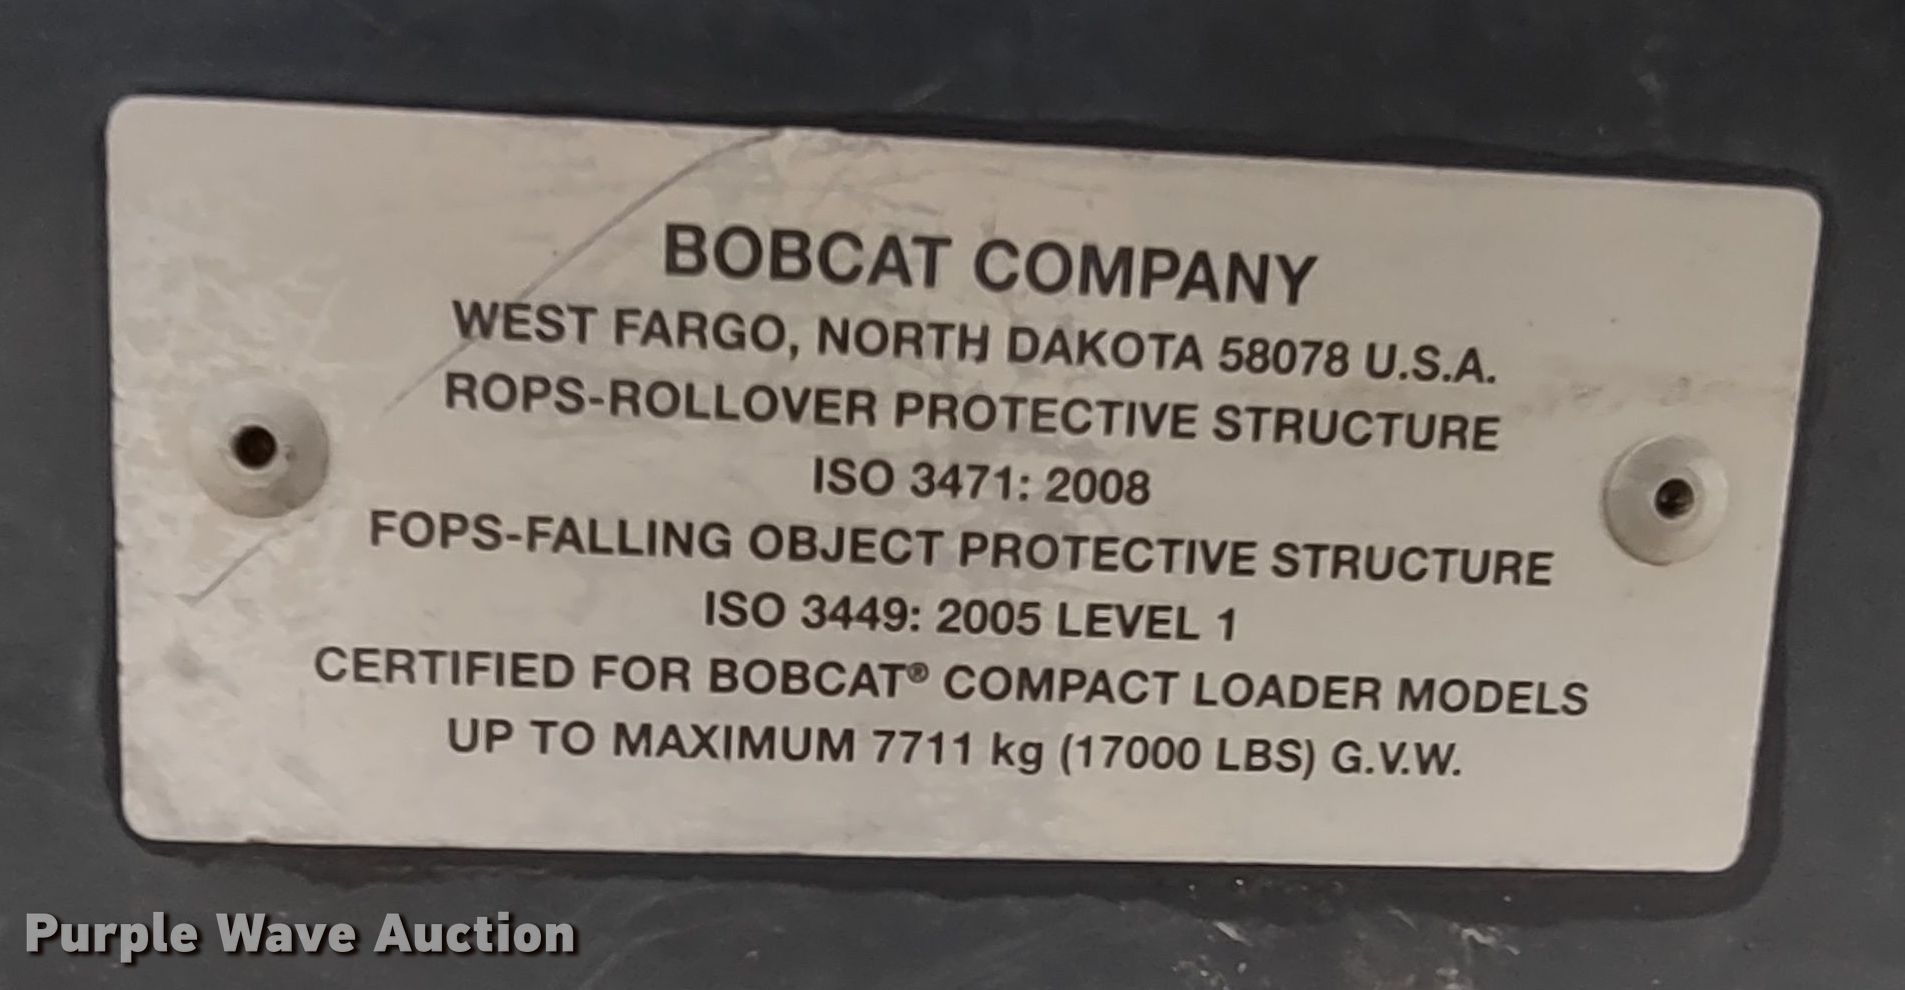 BOBCAT COMPANY
WEST FARGO, NORTH DAKOTA 58078 U.S.A.
ROPS-ROLLOVER PROTECTIVE STRUCTURE
ISO 3471: 2008
FOPS-FALLING OBJECT PROTECTIVE STRUCTURE
ISO 3449: 2005 LEVEL 1
CERTIFIED FOR BOBCAT® COMPACT LOADER MODELS
UP TO MAXIMUM 7711 kg (17000 LBS) G.V.W.
Purple Wave Auction